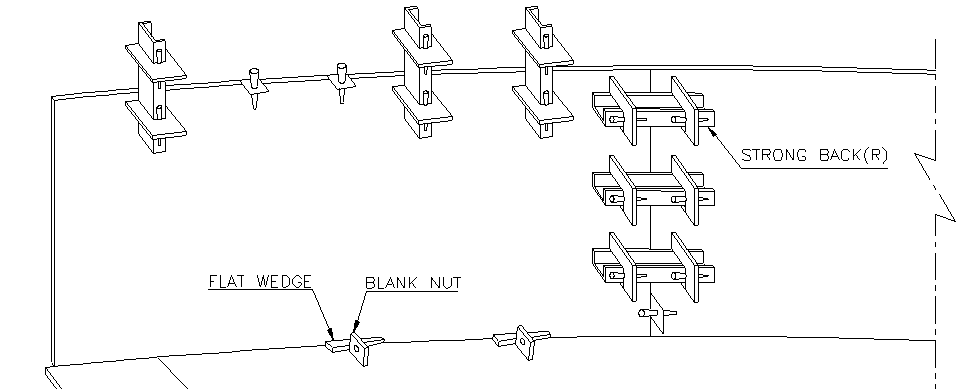 STRONG BACK(R)
FLAT WEDGE
BLANK NUT